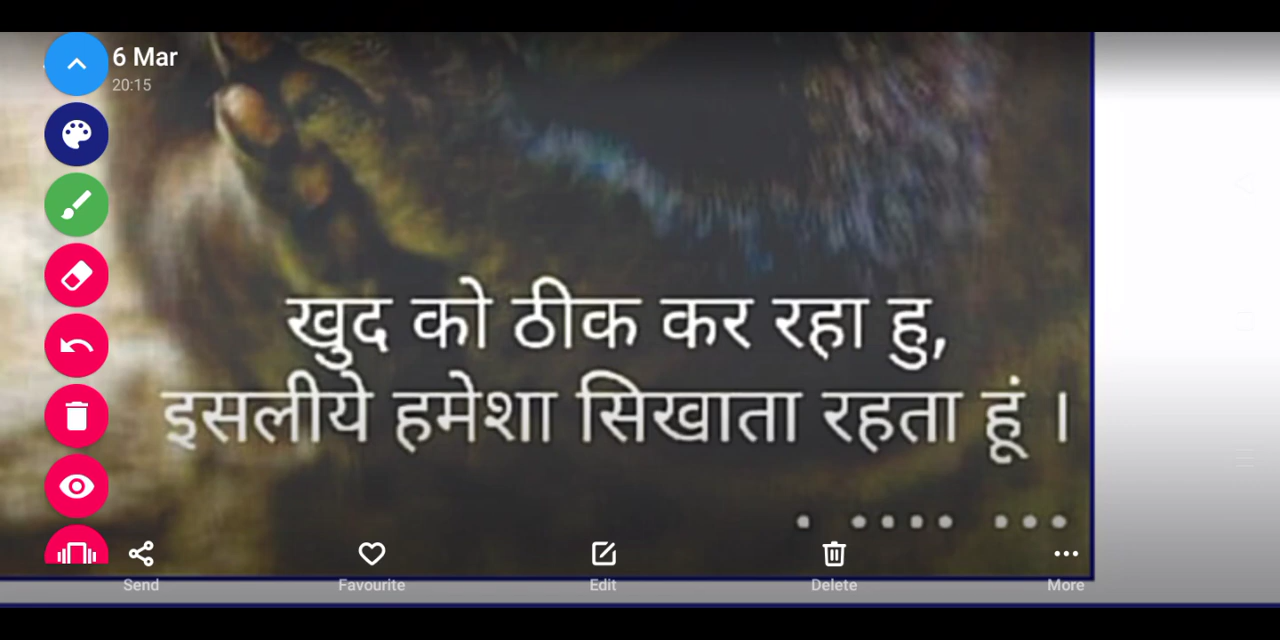 6 Mar
20:15
खुद को ठीक कर रहा हु,
इसलीये हमेशा सिखाता रहता हूं ।
Send
Favourite
Edit
Delete
More